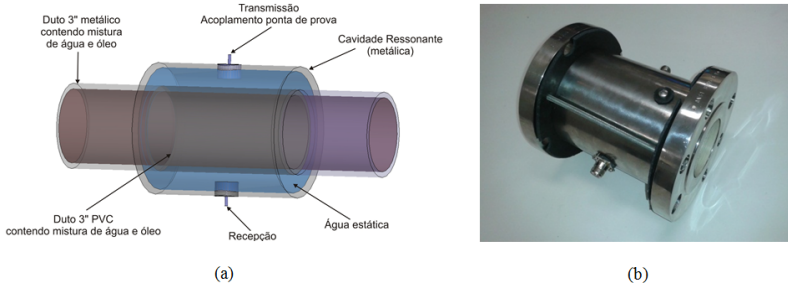 Transmissão
Acoplamento ponta de prova
Duto 3" metálico
contendo mistura
de água e óleo
Cavidade Ressonante
(metálica)
Duto 3" PVC
contendo mistura de água e óleo
Água estática
Recepção
(a)
(b)